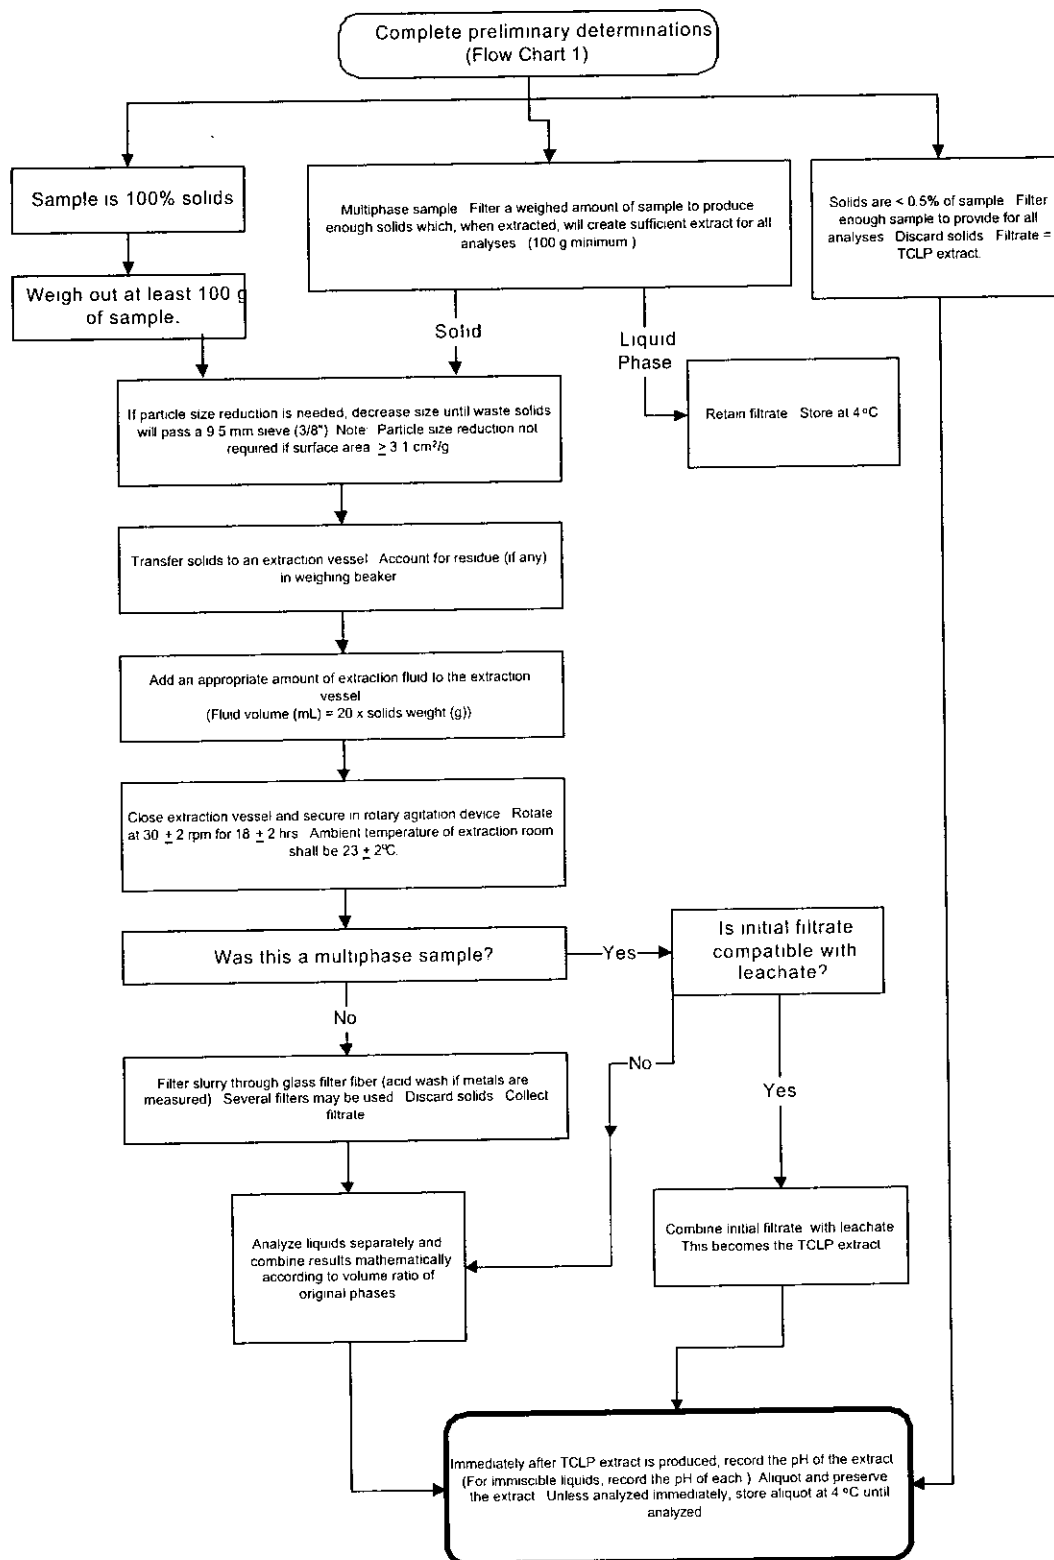 Complete preliminary determinations
(Flow Chart 1)
Sample is 100% solids
Multiphase sample Filter a weighed amount of sample to produce
enough solids which, when extracted, will create sufficient extract for all
analyses (100 g minimum )
Solids are < 0.5% of sample Filter
enough sample to provide for all
analyses Discard solids Filtrate =
TCLP extract.
Weigh out at least 100 g
of sample.
Solid
Liquid
Phase
If particle size reduction is needed, decrease size until waste solids
will pass a 9 5 mm sieve (3/8") Note Particle size reduction not
required if surface area ≥ 3 1 cm²/g
Retain filtrate Store at 4 ºC
Transfer solids to an extraction vessel Account for residue (if any)
in weighing beaker
Add an appropriate amount of extraction fluid to the extraction
vessel
(Fluid volume (mL) = 20 x solids weight (g))
Close extraction vessel and secure in rotary agitation device Rotate
at 30 ± 2 rpm for 18 ± 2 hrs Ambient temperature of extraction room
shall be 23 ± 2ºC.
Was this a multiphase sample?
Yes
Is initial filtrate
compatible with
leachate?
No
No
Yes
Filter slurry through glass filter fiber (acid wash if metals are
measured) Several filters may be used Discard solids Collect
filtrate
Analyze liquids separately and
combine results mathematically
according to volume ratio of
original phases
Combine initial filtrate with leachate
This becomes the TCLP extract
Immediately after TCLP extract is produced, record the pH of the extract
(For immiscible liquids, record the pH of each ) Aliquot and preserve
the extract Unless analyzed immediately, store aliquot at 4 ºC until
analyzed